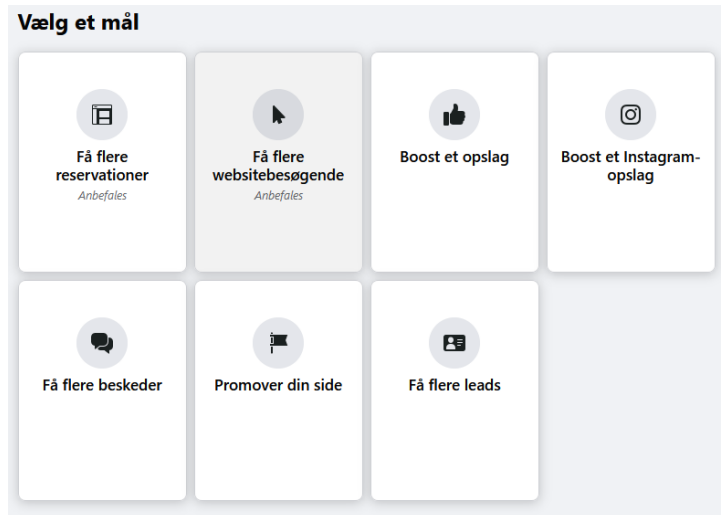 Vælg et mål
Få flere
reservationer
Anbefales
Få flere
websitebesøgende
Anbefales
Boost et opslag
Boost et Instagram-
opslag
Få flere beskeder
Promover din side
Få flere leads